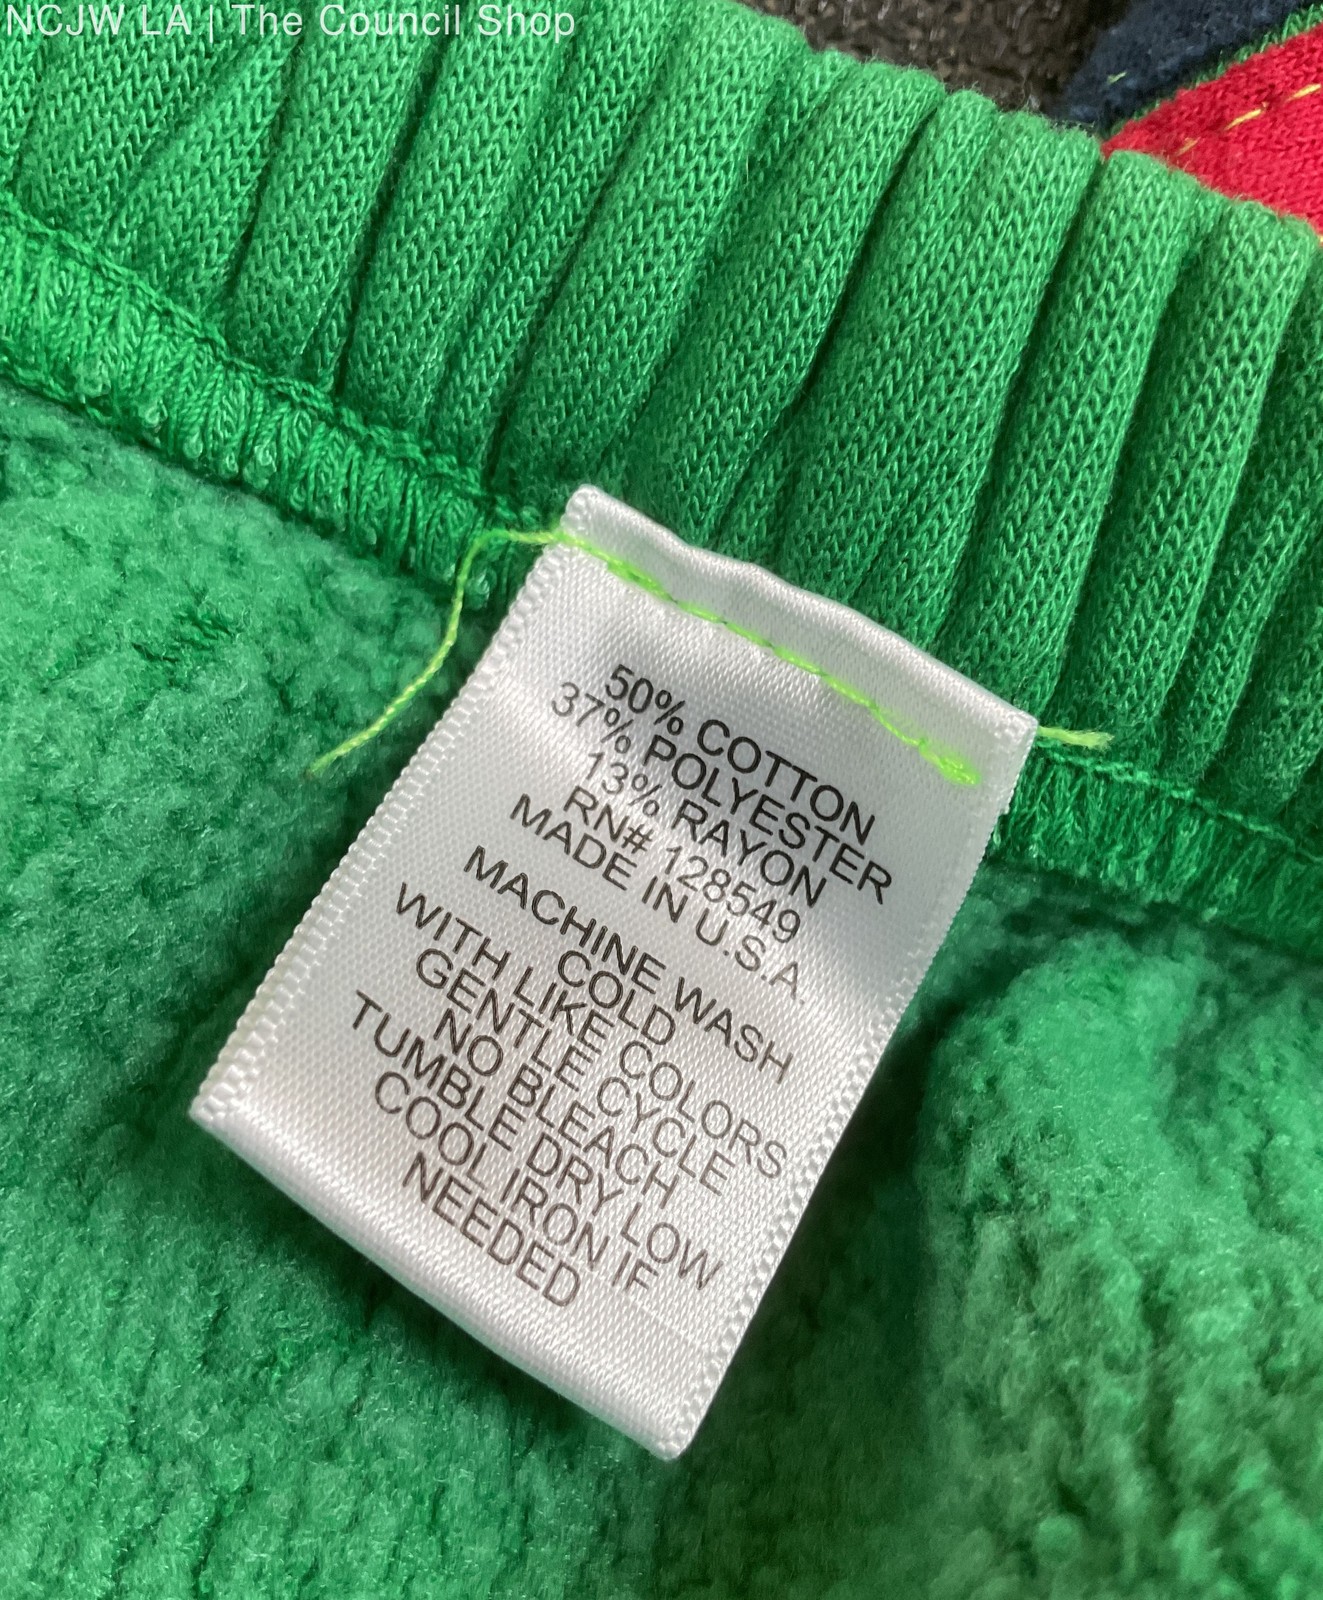 NCJW LA | The Council Shop
50% COTTON
37% POLYESTER
13% RAYON
RN# 128549
MADE IN U.S.A.
MACHINE WASH
COLD
WITH LIKE COLORS
GENTLE CYCLE
NO BLEACH
TUMBLE DRY LOW
COOL IRON IF
NEEDED